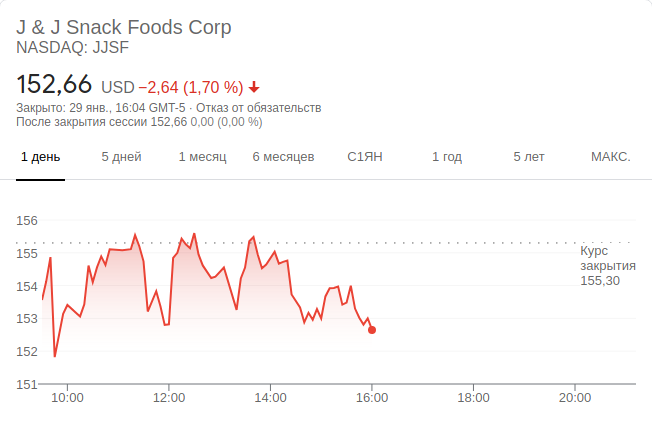 J & J Snack Foods Corp
NASDAQ: JJSF
152,66 USD −2,64 (1,70 %)
Закрыто: 29 янв., 16:04 GMT-5 · Отказ от обязательств
После закрытия сессии 152,66 0,00 (0,00 %)
1 день 5 дней 1 месяц 6 месяцев С1ЯН 1 год 5 лет МАКС.
156
155
154
153
152
151
Курс
закрытия
155,30
10:00 12:00 14:00 16:00 18:00 20:00